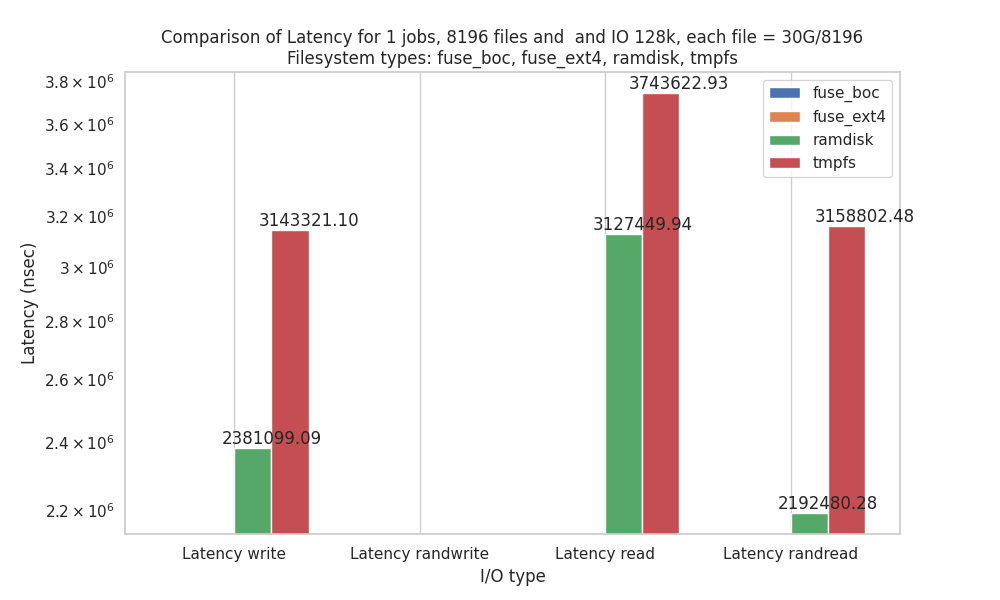 Comparison of Latency for 1 jobs, 8196 files and  and IO 128k, each file = 30G/8196
Filesystem types: fuse_boc, fuse_ext4, ramdisk, tmpfs
3.8 × 10⁶
3.6 × 10⁶
3.4 × 10⁶
3.2 × 10⁶
3 × 10⁶
2.8 × 10⁶
2.6 × 10⁶
2.4 × 10⁶
2.2 × 10⁶
Latency (nsec)
fuse_boc
fuse_ext4
ramdisk
tmpfs
2381099.09
3143321.10
3127449.94
3743622.93
2192480.28
3158802.48
Latency write
Latency randwrite
Latency read
Latency randread
I/O type